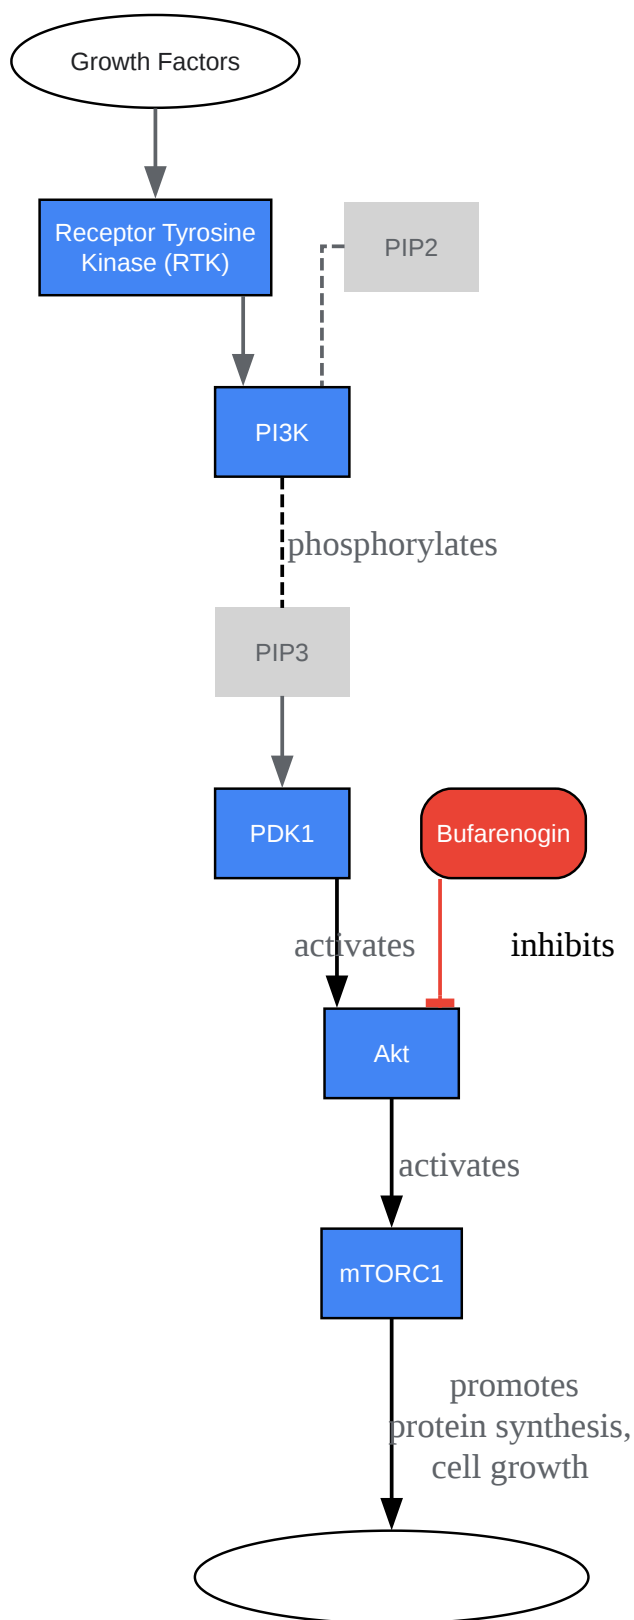 Growth Factors
Receptor Tyrosine
Kinase (RTK)
PIP2
PI3K
phosphorylates
PIP3
PDK1
Bufarenogin
activates
inhibits
Akt
activates
mTORC1
promotes
protein synthesis,
cell growth